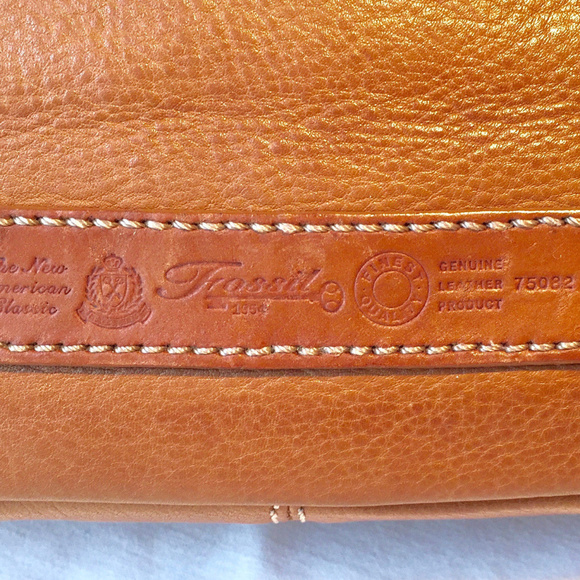 he New
merican
Classic
Fossil
1954
FINEST QUALITY
GENUINE
LEATHER
PRODUCT
75082